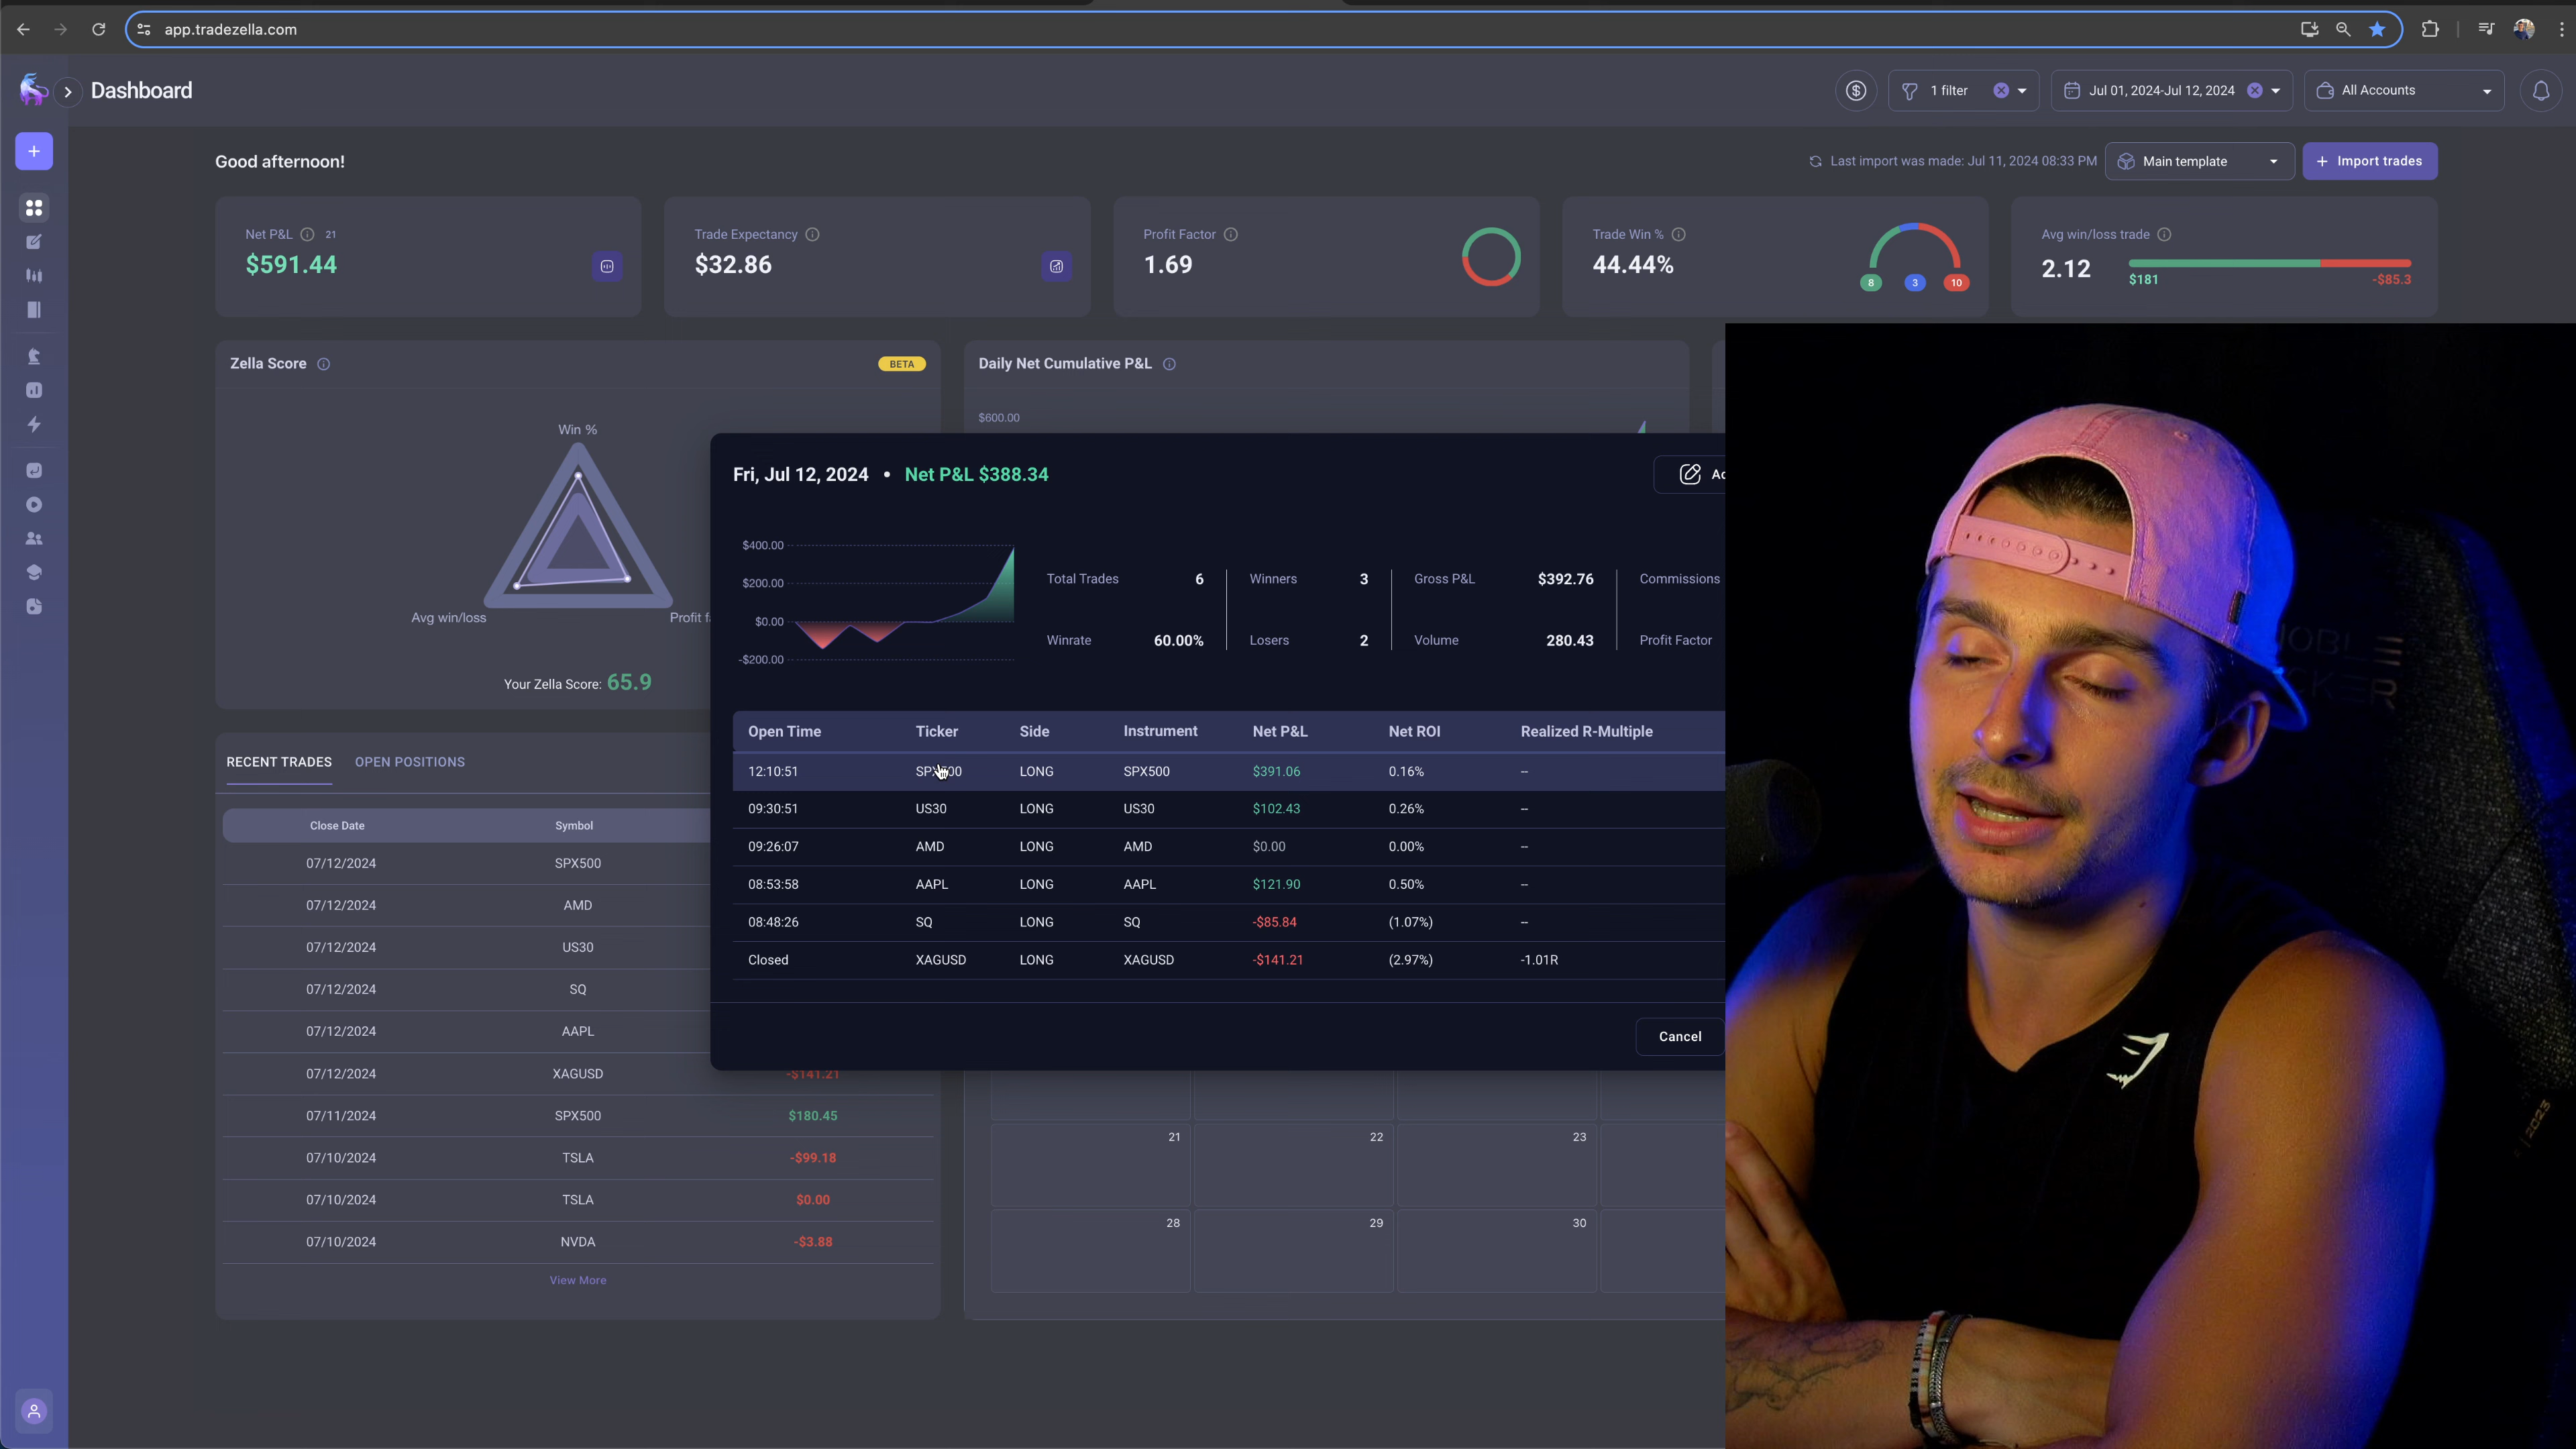 app.tradezella.com
Dashboard
1 filter
Jul 01, 2024-Jul 12, 2024
All Accounts
Good afternoon!
Last import was made: Jul 11, 2024 08:33 PM
Main template
+ Import trades
Net P&L 21
$591.44
Trade Expectancy
$32.86
Profit Factor
1.69
Trade Win %
44.44%
8 3 10
Avg win/loss trade
2.12
$181 -$85.3
Zella Score
BETA
Win %
Avg win/loss
Profit f
Your Zella Score: 65.9
Daily Net Cumulative P&L
$600.00
Fri, Jul 12, 2024 • Net P&L $388.34
$400.00
$200.00
$0.00
-$200.00
Total Trades 6 Winners 3 Gross P&L $392.76 Commissions
Winrate 60.00% Losers 2 Volume 280.43 Profit Factor
Open Time Ticker Side Instrument Net P&L Net ROI Realized R-Multiple
12:10:51 SPX500 LONG SPX500 $391.06 0.16% --
09:30:51 US30 LONG US30 $102.43 0.26% --
09:26:07 AMD LONG AMD $0.00 0.00% --
08:53:58 AAPL LONG AAPL $121.90 0.50% --
08:48:26 SQ LONG SQ -$85.84 (1.07%) --
Closed XAGUSD LONG XAGUSD -$141.21 (2.97%) -1.01R
Cancel
RECENT TRADES OPEN POSITIONS
Close Date Symbol
07/12/2024 SPX500
07/12/2024 AMD
07/12/2024 US30
07/12/2024 SQ
07/12/2024 AAPL
07/12/2024 XAGUSD -$141.21
07/11/2024 SPX500 $180.45
07/10/2024 TSLA -$99.18
07/10/2024 TSLA $0.00
07/10/2024 NVDA -$3.88
View More
21 22 23
28 29 30